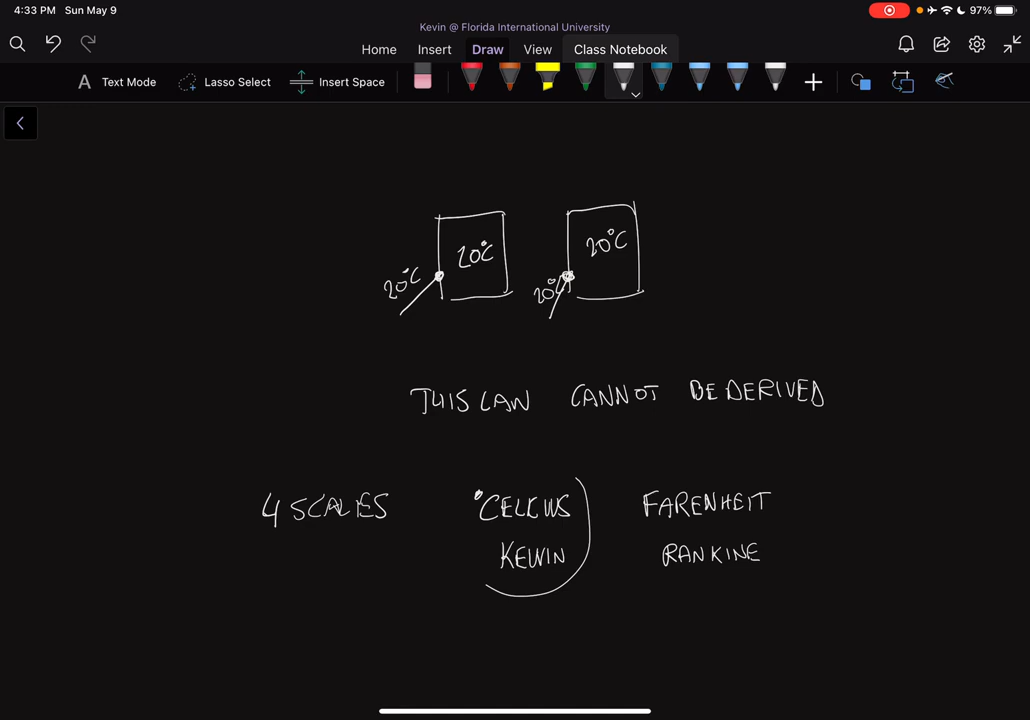 4:33 PM Sun May 9
97%
Kevin @ Florida International University
Home Insert Draw View Class Notebook
A Text Mode Lasso Select Insert Space
20°C 20°C
20°C 20°C
THIS LAW CANNOT BE DERIVED
4 SCALES °CELCIUS FARENHEIT
KELVIN RANKINE